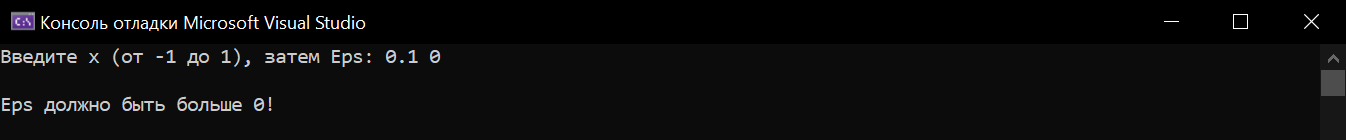 Консоль отладки Microsoft Visual Studio
Введите x (от -1 до 1), затем Eps: 0.1 0
Eps должно быть больше 0!